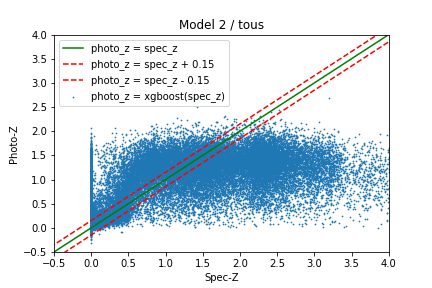 Model 2 / tous
photo_z = spec_z
photo_z = spec_z + 0.15
photo_z = spec_z - 0.15
photo_z = xgboost(spec_z)
Photo-Z
4.0
3.5
3.0
2.5
2.0
1.5
1.0
0.5
0.0
−0.5
−0.5 0.0 0.5 1.0 1.5 2.0 2.5 3.0 3.5 4.0
Spec-Z